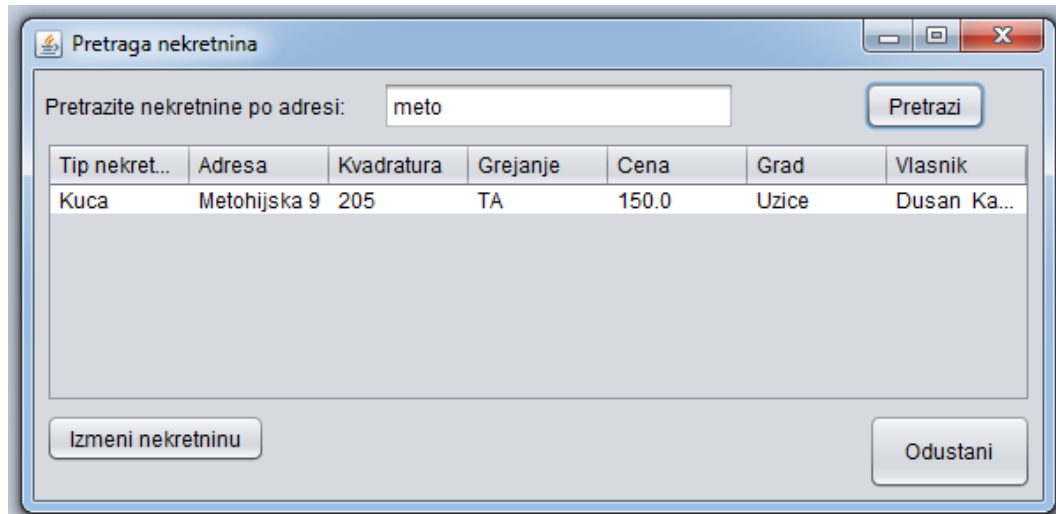 Pretraga nekretnina
Pretrazite nekretnine po adresi: meto Pretrazi
Tip nekret... Adresa Kvadratura Grejanje Cena Grad Vlasnik
Kuca Metohijska 9 205 TA 150.0 Uzice Dusan Ka...
Izmeni nekretninu
Odustani